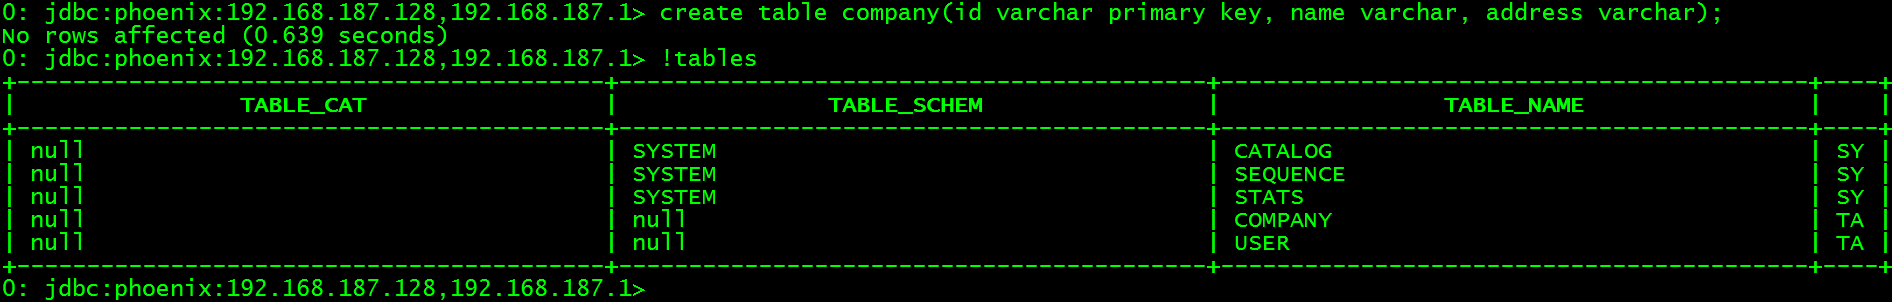 0: jdbc:phoenix:192.168.187.128,192.168.187.1> create table company(id varchar primary key, name varchar, address varchar);
No rows affected (0.639 seconds)
0: jdbc:phoenix:192.168.187.128,192.168.187.1> !tables
+------------------------------------------+------------------------------------------+------------------------------------------+----+
| TABLE_CAT | TABLE_SCHEM | TABLE_NAME | |
+------------------------------------------+------------------------------------------+------------------------------------------+----+
| null | SYSTEM | CATALOG | SY |
| null | SYSTEM | SEQUENCE | SY |
| null | SYSTEM | STATS | SY |
| null | null | COMPANY | TA |
| null | null | USER | TA |
+------------------------------------------+------------------------------------------+------------------------------------------+----+
0: jdbc:phoenix:192.168.187.128,192.168.187.1>